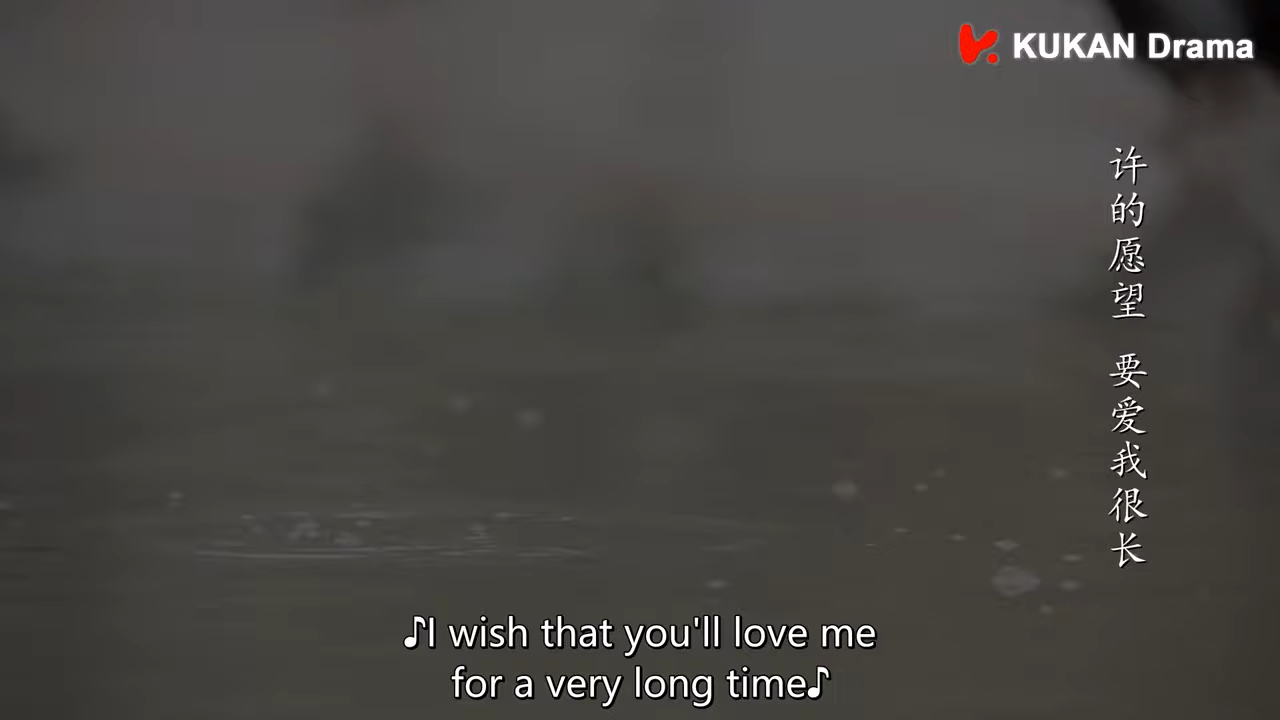 KUKAN Drama
许的愿望 要爱我很长
♪I wish that you'll love me
for a very long time♪